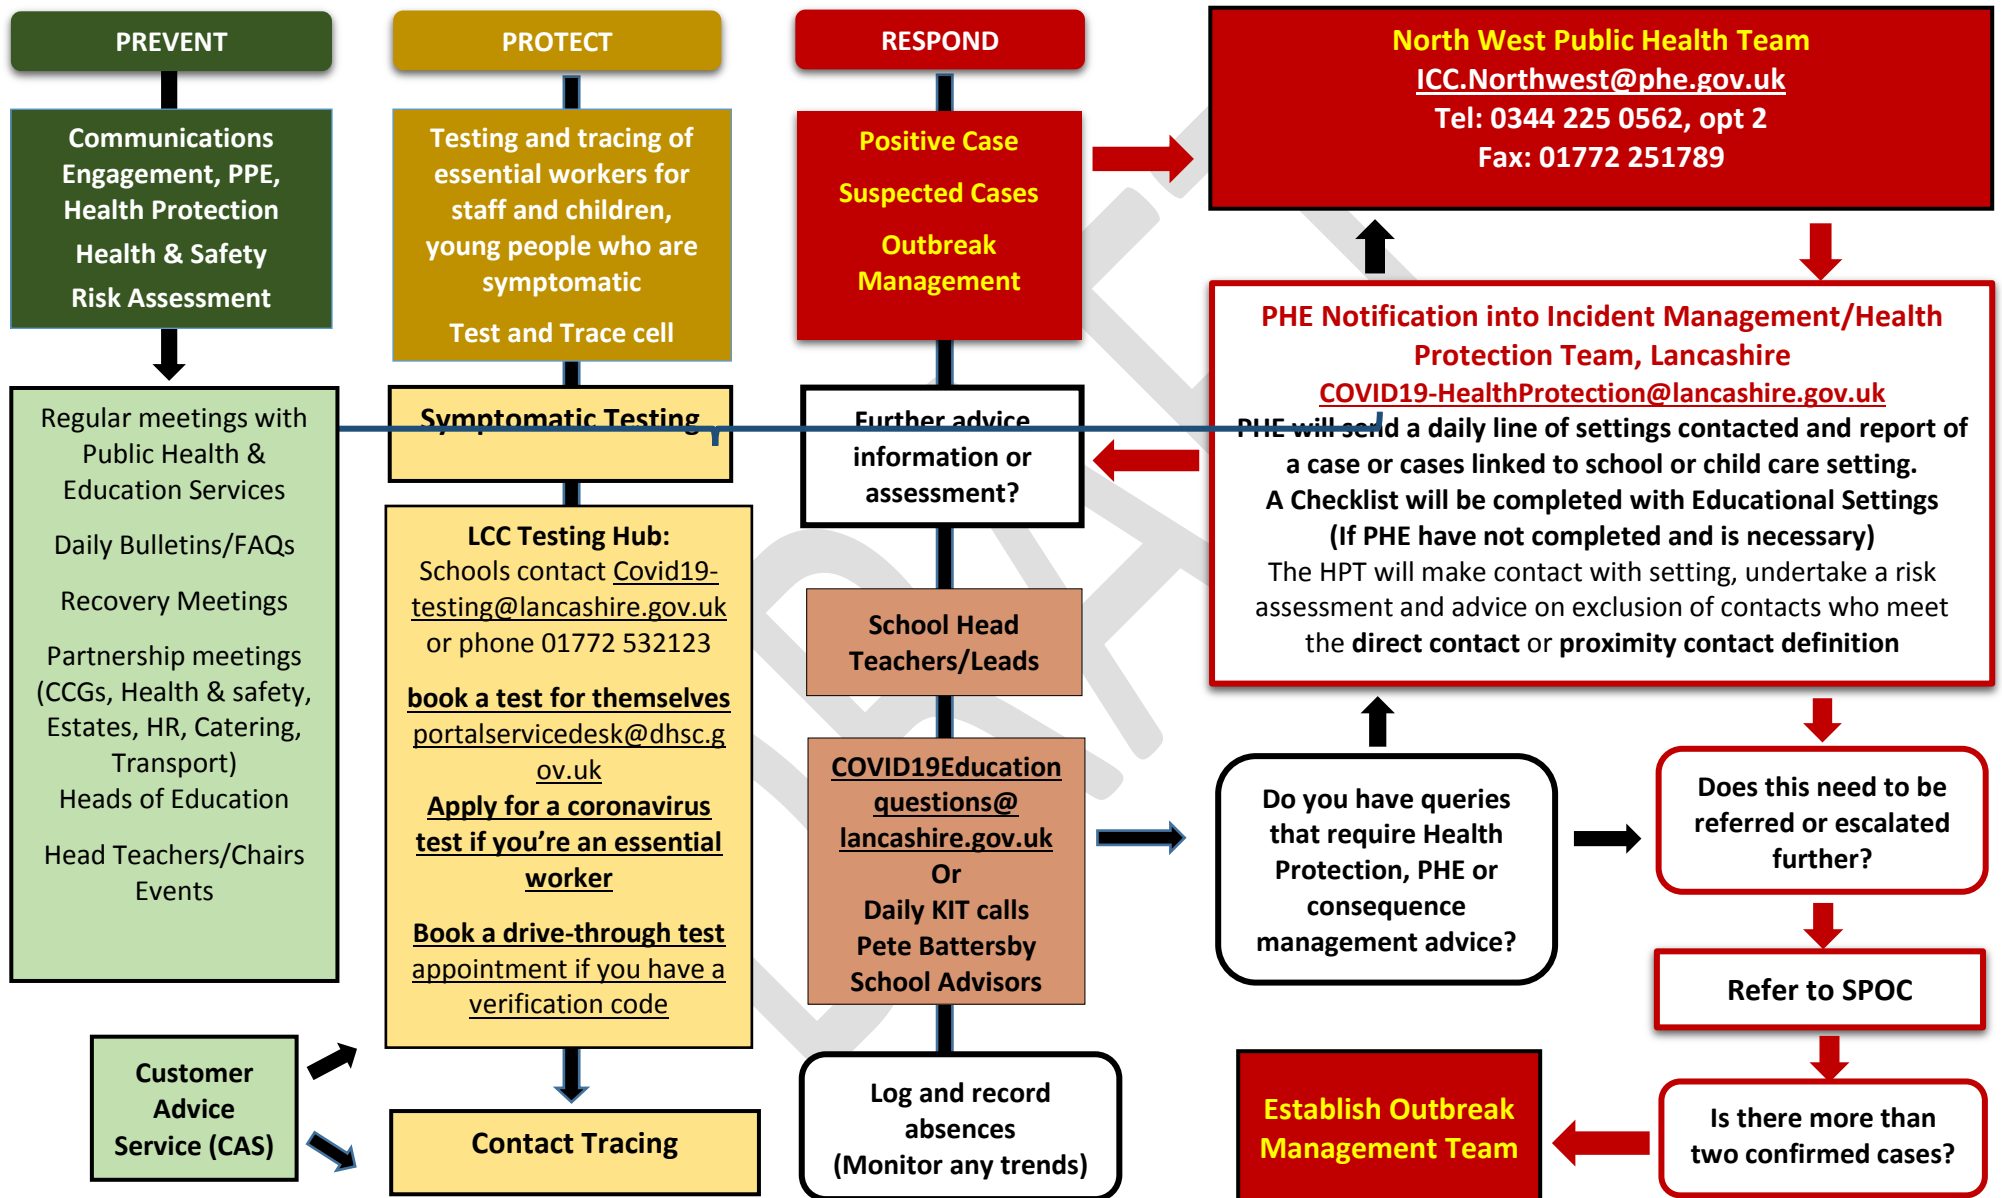 PREVENT
Communications
Engagement, PPE,
Health Protection
Health & Safety
Risk Assessment
Regular meetings with
Public Health &
Education Services
Daily Bulletins/FAQs
Recovery Meetings
Partnership meetings
(CCGs, Health & safety,
Estates, HR, Catering,
Transport)
Heads of Education
Head Teachers/Chairs
Events
Customer
Advice
Service (CAS)
PROTECT
Testing and tracing of
essential workers for
staff and children,
young people who are
symptomatic
Test and Trace cell
Symptomatic Testing
LCC Testing Hub:
Schools contact Covid19-
testing@lancashire.gov.uk
or phone 01772 532123
book a test for themselves
portalservicedesk@dhsc.g
ov.uk
Apply for a coronavirus
test if you’re an essential
worker
Book a drive-through test
appointment if you have a
verification code
Contact Tracing
RESPOND
Positive Case
Suspected Cases
Outbreak
Management
Further advice
information or
assessment?
School Head
Teachers/Leads
COVID19Education
questions@
lancashire.gov.uk
Or
Daily KIT calls
Pete Battersby
School Advisors
Log and record
absences
(Monitor any trends)
North West Public Health Team
ICC.Northwest@phe.gov.uk
Tel: 0344 225 0562, opt 2
Fax: 01772 251789
PHE Notification into Incident Management/Health
Protection Team, Lancashire
COVID19-HealthProtection@lancashire.gov.uk
PHE will send a daily line of settings contacted and report of
a case or cases linked to school or child care setting.
A Checklist will be completed with Educational Settings
(If PHE have not completed and is necessary)
The HPT will make contact with setting, undertake a risk
assessment and advice on exclusion of contacts who meet
the direct contact or proximity contact definition
Do you have queries
that require Health
Protection, PHE or
consequence
management advice?
Does this need to be
referred or escalated
further?
Refer to SPOC
Is there more than
two confirmed cases?
Establish Outbreak
Management Team
DRAFT